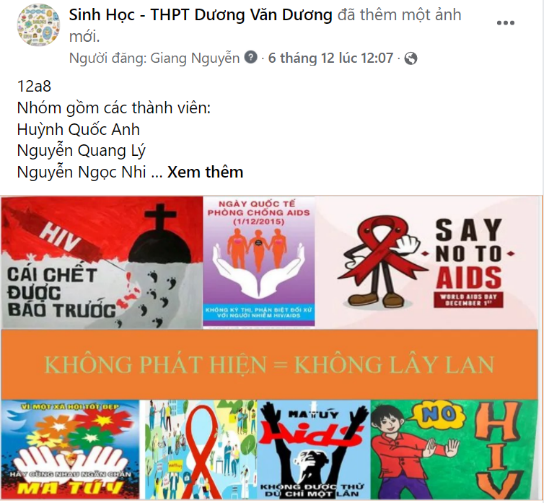 Sinh Học - THPT Dương Văn Dương đã thêm một ảnh
mới.
Người đăng: Giang Nguyễn · 6 tháng 12 lúc 12:07 ·
12a8
Nhóm gồm các thành viên:
Huỳnh Quốc Anh
Nguyễn Quang Lý
Nguyễn Ngọc Nhi ... Xem thêm
HIV
CÁI CHẾT
ĐƯỢC
BÁO TRƯỚC
NGÀY QUỐC TẾ
PHÒNG CHỐNG AIDS
(1/12/2015)
KHÔNG KỲ THỊ, PHÂN BIỆT ĐỐI XỬ
VỚI NGƯỜI NHIỄM HIV/AIDS
SAY
NO TO
AIDS
WORLD AIDS DAY
DECEMBER 1ST
KHÔNG PHÁT HIỆN = KHÔNG LÂY LAN
VÌ MỘT XÃ HỘI TỐT ĐẸP
HÃY CÙNG NHAU NGĂN CHẶN
MA TÚY
MA TUÝ
Aids
KHÔNG ĐƯỢC THỬ
DÙ CHỈ MỘT LẦN
NO
HIV